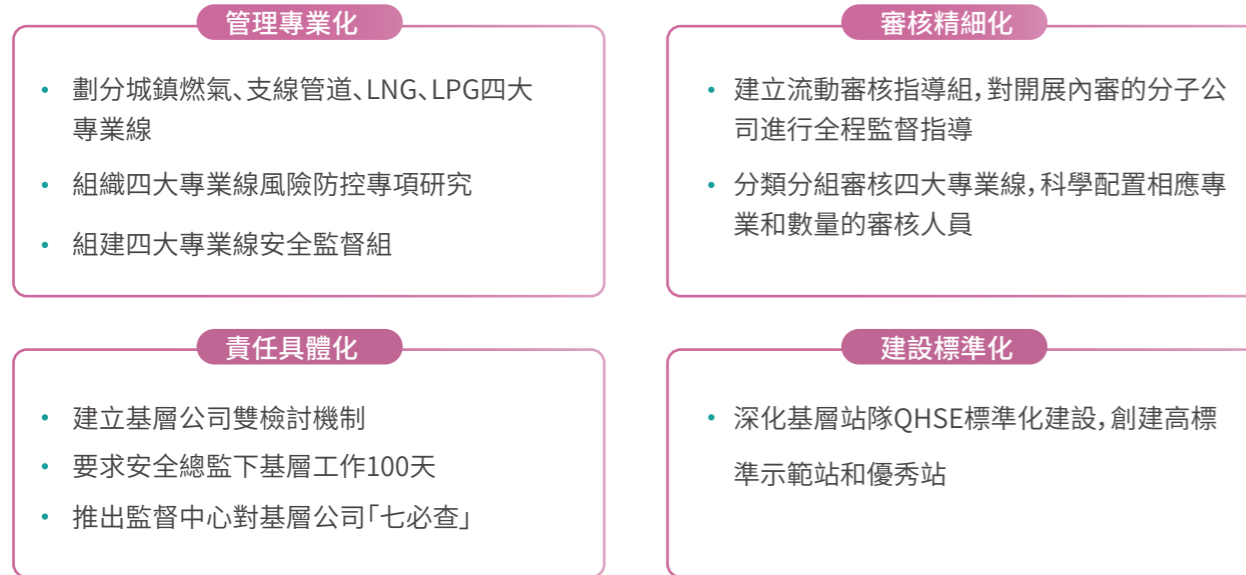 管理專業化
• 劃分城鎮燃氣、支線管道、LNG、LPG四大
專業線
• 組織四大專業線風險防控專項研究
• 組建四大專業線安全監督組
審核精細化
• 建立流動審核指導組，對開展內審的分子公
司進行全程監督指導
• 分類分組審核四大專業線，科學配置相應專
業和數量的審核人員
責任具體化
• 建立基層公司雙檢討機制
• 要求安全總監下基層工作100天
• 推出監督中心對基層公司「七必查」
建設標準化
• 深化基層站隊QHSE標準化建設，創建高標
準示範站和優秀站